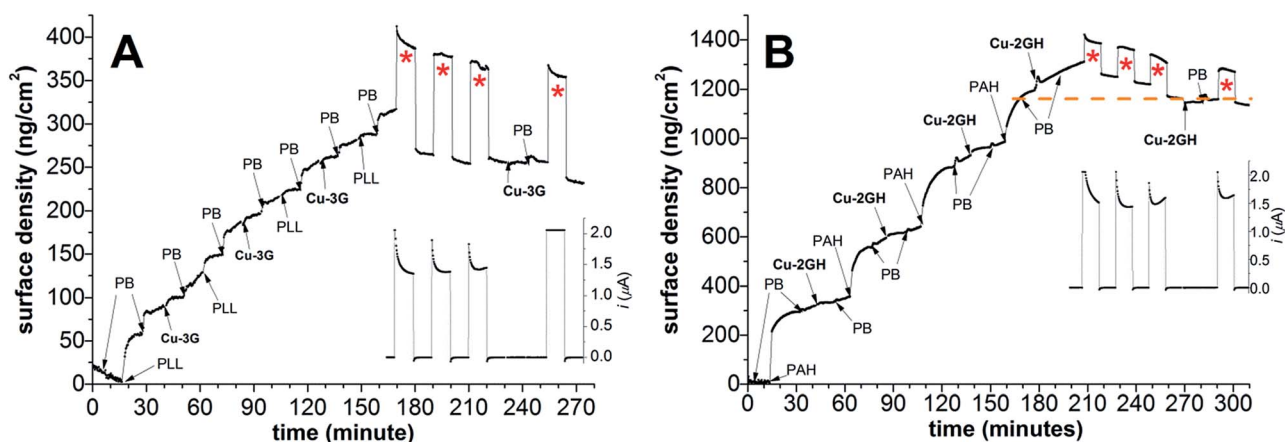 A
surface density (ng/cm²)
400
350
300
250
200
150
100
50
0
0 30 60 90 120 150 180 210 240 270
time (minute)
PB
PLL
Cu-3G
PB
PLL
PB
Cu-3G
PB
PLL
PB
Cu-3G
PB
PLL
PB
*
*
*
Cu-3G
PB
*
2.0
1.5
1.0
0.5
0.0
i (µA)
B
surface density (ng/cm²)
1400
1200
1000
800
600
400
200
0
0 30 60 90 120 150 180 210 240 270 300
time (minutes)
PB
PAH
Cu-2GH
PB
PAH
PB
Cu-2GH
PAH
PB
Cu-2GH
PAH
PB
Cu-2GH
PB
*
*
*
Cu-2GH
PB
*
2.0
1.5
1.0
0.5
0.0
i (µA)